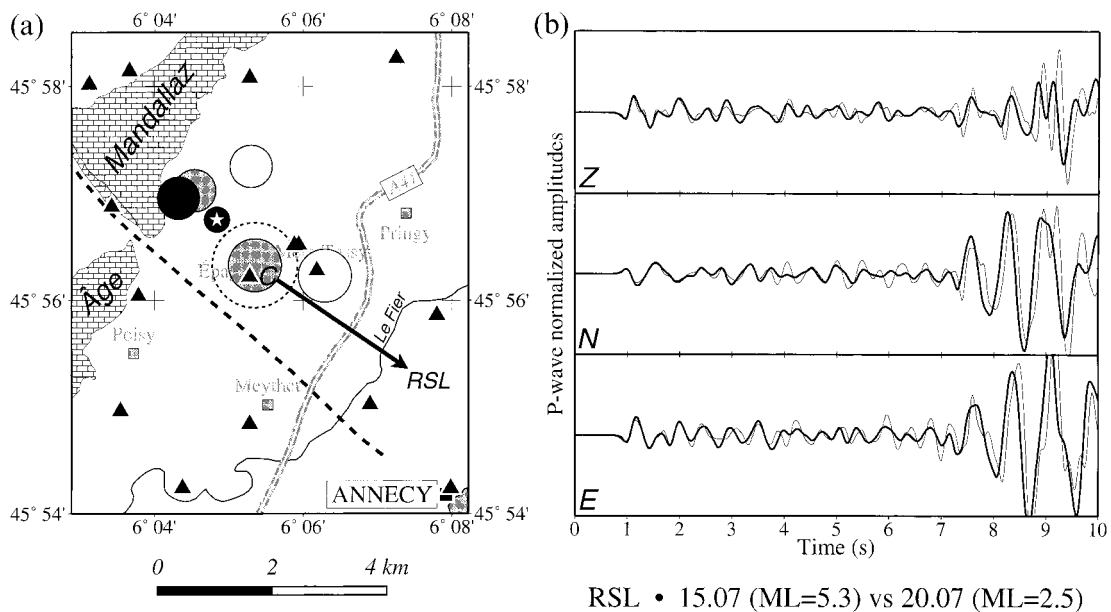 (a)
6° 04'
6° 06'
6° 08'
(b)
45° 58'
45° 58'
Mandallaz
A41
Pringy
Âge
C
45° 56'
45° 56'
Le Fier
Poisy
RSL
Meythet
ANNECY
45° 54'
45° 54'
6° 04'
6° 06'
6° 08'
0
2
4 km
P-wave normalized amplitudes
Z
N
E
0
1
2
3
4
5
6
7
8
9
10
Time (s)
RSL • 15.07 (ML=5.3) vs 20.07 (ML=2.5)